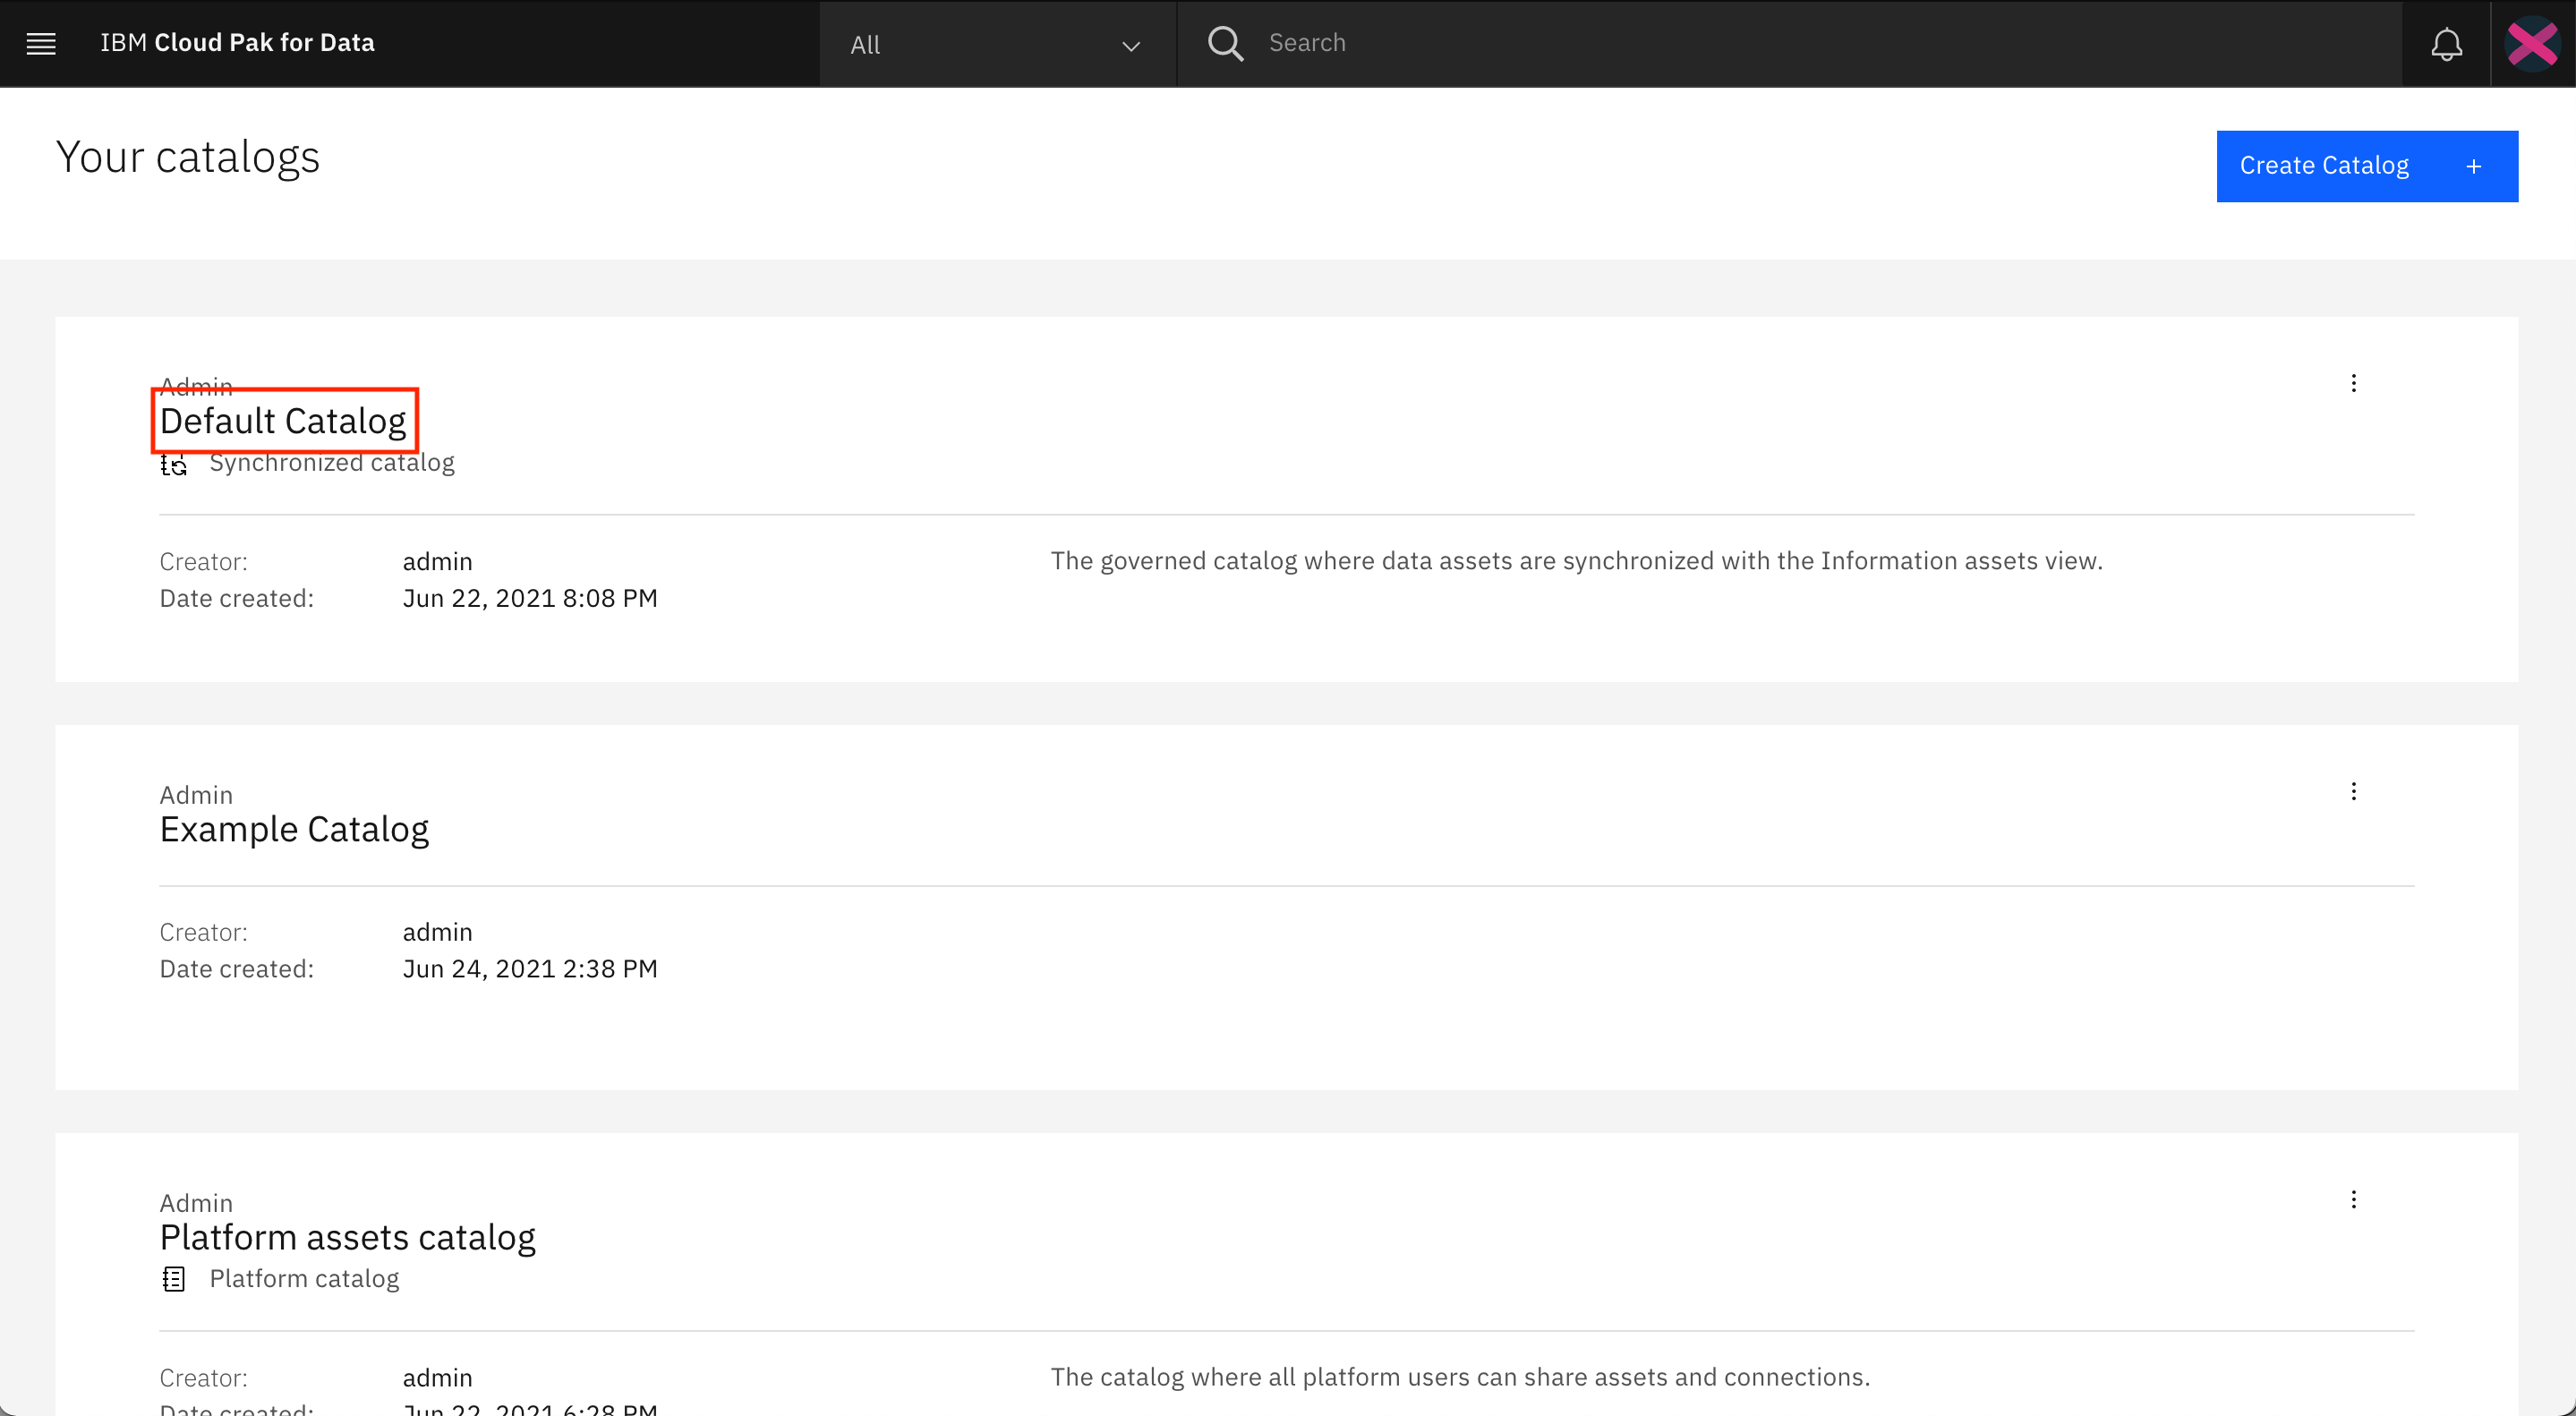 IBM Cloud Pak for Data
All
Search
Your catalogs
Create Catalog +
Admin
Default Catalog
Synchronized catalog
Creator: admin
The governed catalog where data assets are synchronized with the Information assets view.
Date created: Jun 22, 2021 8:08 PM
Admin
Example Catalog
Creator: admin
Date created: Jun 24, 2021 2:38 PM
Admin
Platform assets catalog
Platform catalog
Creator: admin
The catalog where all platform users can share assets and connections.
Date created: Jun 22, 2021 6:28 PM